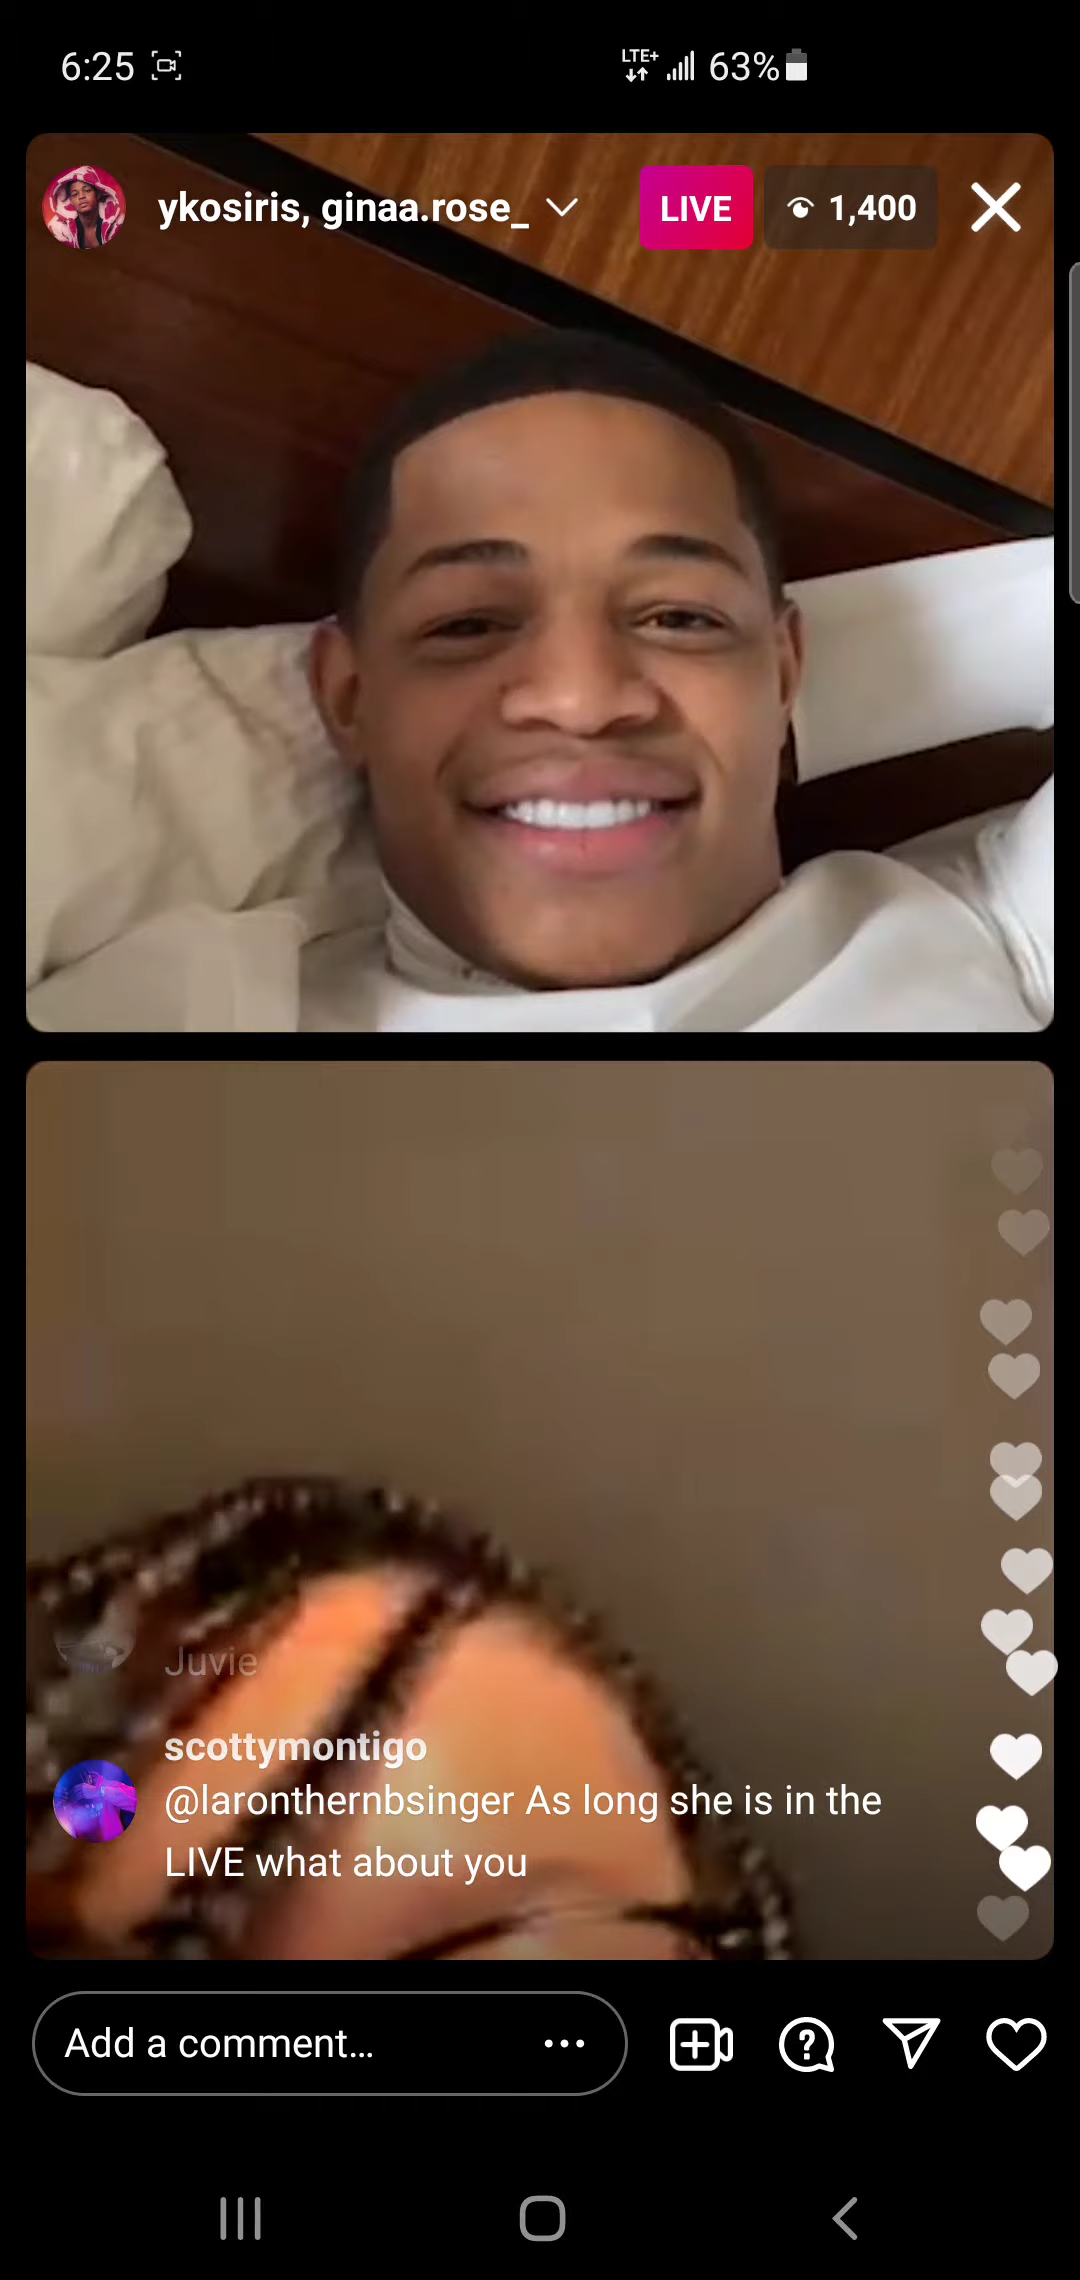 6:25
LTE+
63%
ykosiris, ginaa.rose_
LIVE
1,400
Juvie
scottymontigo
@laronthernbsinger As long she is in the
LIVE what about you
Add a comment...